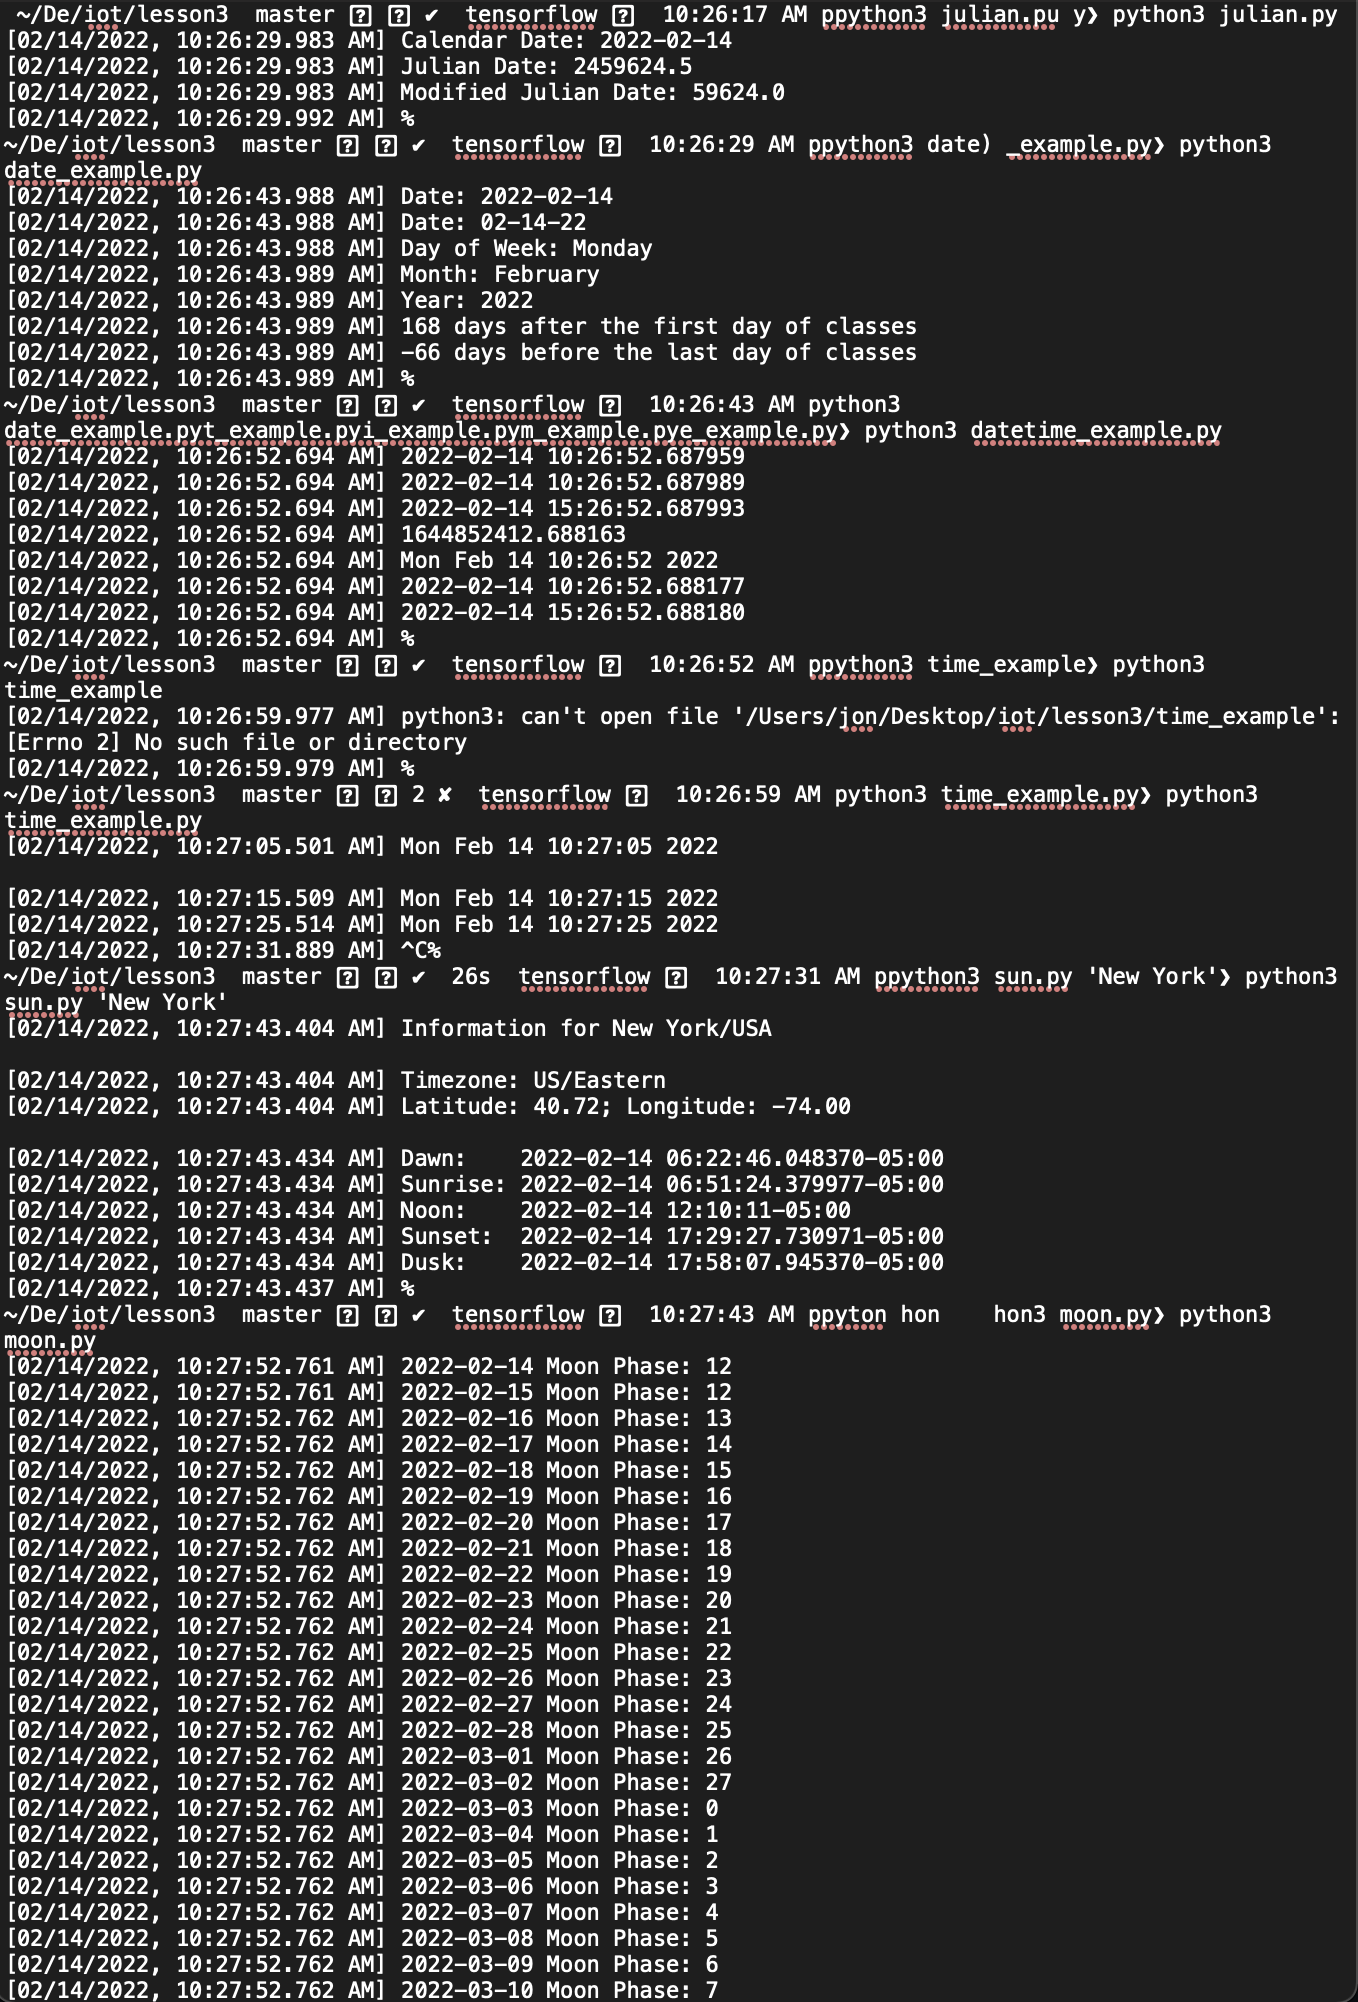 ~/De/iot/lesson3  master ⍰ ⍰ ✔  tensorflow ⍰  10:26:17 AM ppython3 julian.pu y❯ python3 julian.py
[02/14/2022, 10:26:29.983 AM] Calendar Date: 2022-02-14
[02/14/2022, 10:26:29.983 AM] Julian Date: 2459624.5
[02/14/2022, 10:26:29.983 AM] Modified Julian Date: 59624.0
[02/14/2022, 10:26:29.992 AM] %
~/De/iot/lesson3  master ⍰ ⍰ ✔  tensorflow ⍰  10:26:29 AM ppython3 date) _example.py❯ python3
date_example.py
[02/14/2022, 10:26:43.988 AM] Date: 2022-02-14
[02/14/2022, 10:26:43.988 AM] Date: 02-14-22
[02/14/2022, 10:26:43.988 AM] Day of Week: Monday
[02/14/2022, 10:26:43.989 AM] Month: February
[02/14/2022, 10:26:43.989 AM] Year: 2022
[02/14/2022, 10:26:43.989 AM] 168 days after the first day of classes
[02/14/2022, 10:26:43.989 AM] -66 days before the last day of classes
[02/14/2022, 10:26:43.989 AM] %
~/De/iot/lesson3  master ⍰ ⍰ ✔  tensorflow ⍰  10:26:43 AM python3
date_example.pyt_example.pyi_example.pym_example.pye_example.py❯ python3 datetime_example.py
[02/14/2022, 10:26:52.694 AM] 2022-02-14 10:26:52.687959
[02/14/2022, 10:26:52.694 AM] 2022-02-14 10:26:52.687989
[02/14/2022, 10:26:52.694 AM] 2022-02-14 15:26:52.687993
[02/14/2022, 10:26:52.694 AM] 1644852412.688163
[02/14/2022, 10:26:52.694 AM] Mon Feb 14 10:26:52 2022
[02/14/2022, 10:26:52.694 AM] 2022-02-14 10:26:52.688177
[02/14/2022, 10:26:52.694 AM] 2022-02-14 15:26:52.688180
[02/14/2022, 10:26:52.694 AM] %
~/De/iot/lesson3  master ⍰ ⍰ ✔  tensorflow ⍰  10:26:52 AM ppython3 time_example❯ python3
time_example
[02/14/2022, 10:26:59.977 AM] python3: can't open file '/Users/jon/Desktop/iot/lesson3/time_example':
[Errno 2] No such file or directory
[02/14/2022, 10:26:59.979 AM] %
~/De/iot/lesson3  master ⍰ ⍰ 2 ✘  tensorflow ⍰  10:26:59 AM python3 time_example.py❯ python3
time_example.py
[02/14/2022, 10:27:05.501 AM] Mon Feb 14 10:27:05 2022
[02/14/2022, 10:27:15.509 AM] Mon Feb 14 10:27:15 2022
[02/14/2022, 10:27:25.514 AM] Mon Feb 14 10:27:25 2022
[02/14/2022, 10:27:31.889 AM] ^C%
~/De/iot/lesson3  master ⍰ ⍰ ✔  26s  tensorflow ⍰  10:27:31 AM ppython3 sun.py 'New York'❯ python3
sun.py 'New York'
[02/14/2022, 10:27:43.404 AM] Information for New York/USA
[02/14/2022, 10:27:43.404 AM] Timezone: US/Eastern
[02/14/2022, 10:27:43.404 AM] Latitude: 40.72; Longitude: -74.00
[02/14/2022, 10:27:43.434 AM] Dawn:    2022-02-14 06:22:46.048370-05:00
[02/14/2022, 10:27:43.434 AM] Sunrise: 2022-02-14 06:51:24.379977-05:00
[02/14/2022, 10:27:43.434 AM] Noon:    2022-02-14 12:10:11-05:00
[02/14/2022, 10:27:43.434 AM] Sunset:  2022-02-14 17:29:27.730971-05:00
[02/14/2022, 10:27:43.434 AM] Dusk:    2022-02-14 17:58:07.945370-05:00
[02/14/2022, 10:27:43.437 AM] %
~/De/iot/lesson3  master ⍰ ⍰ ✔  tensorflow ⍰  10:27:43 AM ppyton hon    hon3 moon.py❯ python3
moon.py
[02/14/2022, 10:27:52.761 AM] 2022-02-14 Moon Phase: 12
[02/14/2022, 10:27:52.761 AM] 2022-02-15 Moon Phase: 12
[02/14/2022, 10:27:52.762 AM] 2022-02-16 Moon Phase: 13
[02/14/2022, 10:27:52.762 AM] 2022-02-17 Moon Phase: 14
[02/14/2022, 10:27:52.762 AM] 2022-02-18 Moon Phase: 15
[02/14/2022, 10:27:52.762 AM] 2022-02-19 Moon Phase: 16
[02/14/2022, 10:27:52.762 AM] 2022-02-20 Moon Phase: 17
[02/14/2022, 10:27:52.762 AM] 2022-02-21 Moon Phase: 18
[02/14/2022, 10:27:52.762 AM] 2022-02-22 Moon Phase: 19
[02/14/2022, 10:27:52.762 AM] 2022-02-23 Moon Phase: 20
[02/14/2022, 10:27:52.762 AM] 2022-02-24 Moon Phase: 21
[02/14/2022, 10:27:52.762 AM] 2022-02-25 Moon Phase: 22
[02/14/2022, 10:27:52.762 AM] 2022-02-26 Moon Phase: 23
[02/14/2022, 10:27:52.762 AM] 2022-02-27 Moon Phase: 24
[02/14/2022, 10:27:52.762 AM] 2022-02-28 Moon Phase: 25
[02/14/2022, 10:27:52.762 AM] 2022-03-01 Moon Phase: 26
[02/14/2022, 10:27:52.762 AM] 2022-03-02 Moon Phase: 27
[02/14/2022, 10:27:52.762 AM] 2022-03-03 Moon Phase: 0
[02/14/2022, 10:27:52.762 AM] 2022-03-04 Moon Phase: 1
[02/14/2022, 10:27:52.762 AM] 2022-03-05 Moon Phase: 2
[02/14/2022, 10:27:52.762 AM] 2022-03-06 Moon Phase: 3
[02/14/2022, 10:27:52.762 AM] 2022-03-07 Moon Phase: 4
[02/14/2022, 10:27:52.762 AM] 2022-03-08 Moon Phase: 5
[02/14/2022, 10:27:52.762 AM] 2022-03-09 Moon Phase: 6
[02/14/2022, 10:27:52.762 AM] 2022-03-10 Moon Phase: 7